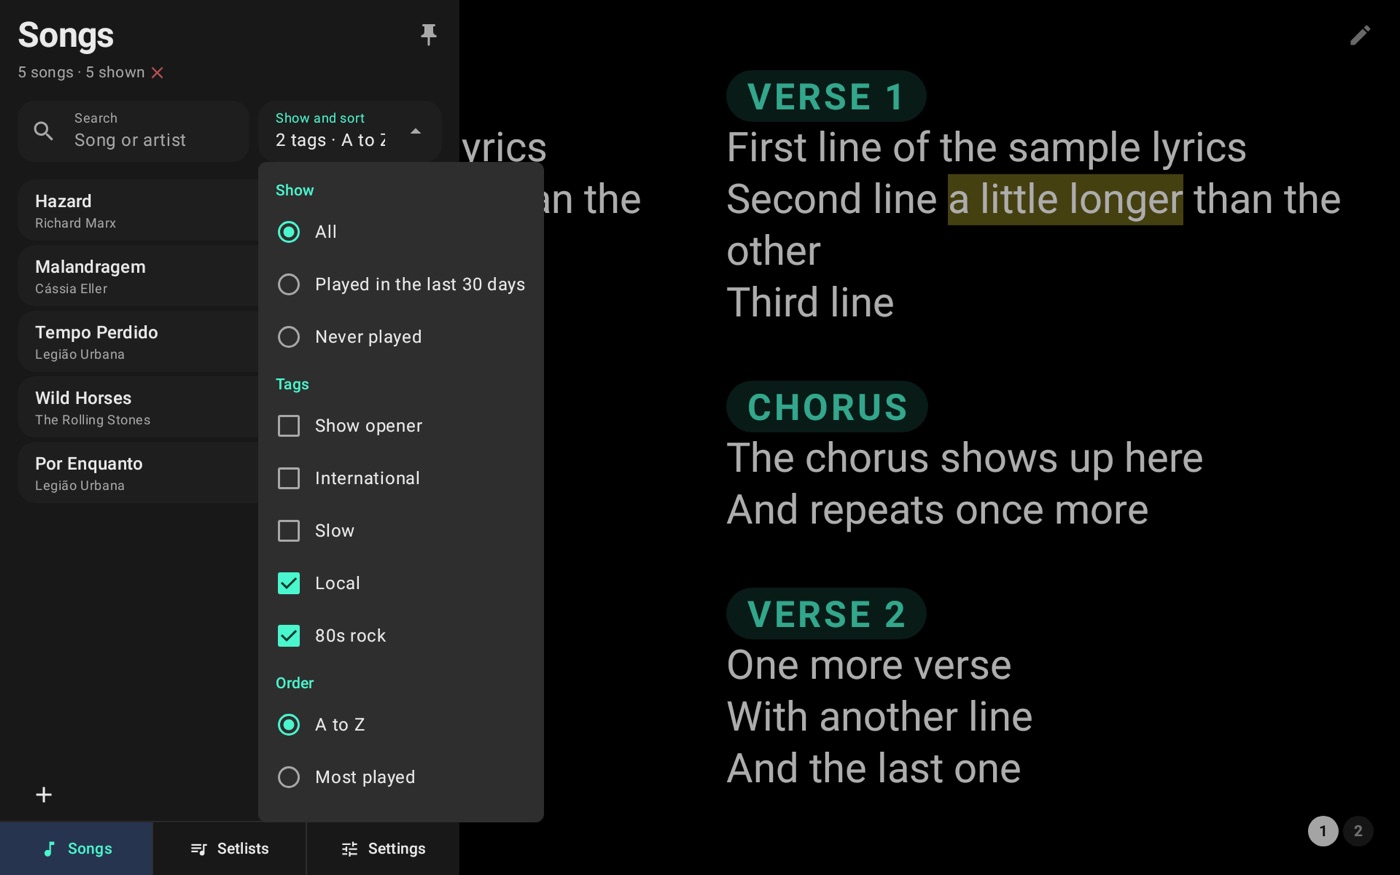 Songs
5 songs · 5 shown
Search
Song or artist
Show and sort
2 tags · A to Z
Hazard
Richard Marx
Malandragem
Cássia Eller
Tempo Perdido
Legião Urbana
Wild Horses
The Rolling Stones
Por Enquanto
Legião Urbana
Show
All
Played in the last 30 days
Never played
Tags
Show opener
International
Slow
Local
80s rock
Order
A to Z
Most played
Songs
Setlists
Settings
yrics
an the
VERSE 1
First line of the sample lyrics
Second line a little longer than the
other
Third line
CHORUS
The chorus shows up here
And repeats once more
VERSE 2
One more verse
With another line
And the last one
1 2